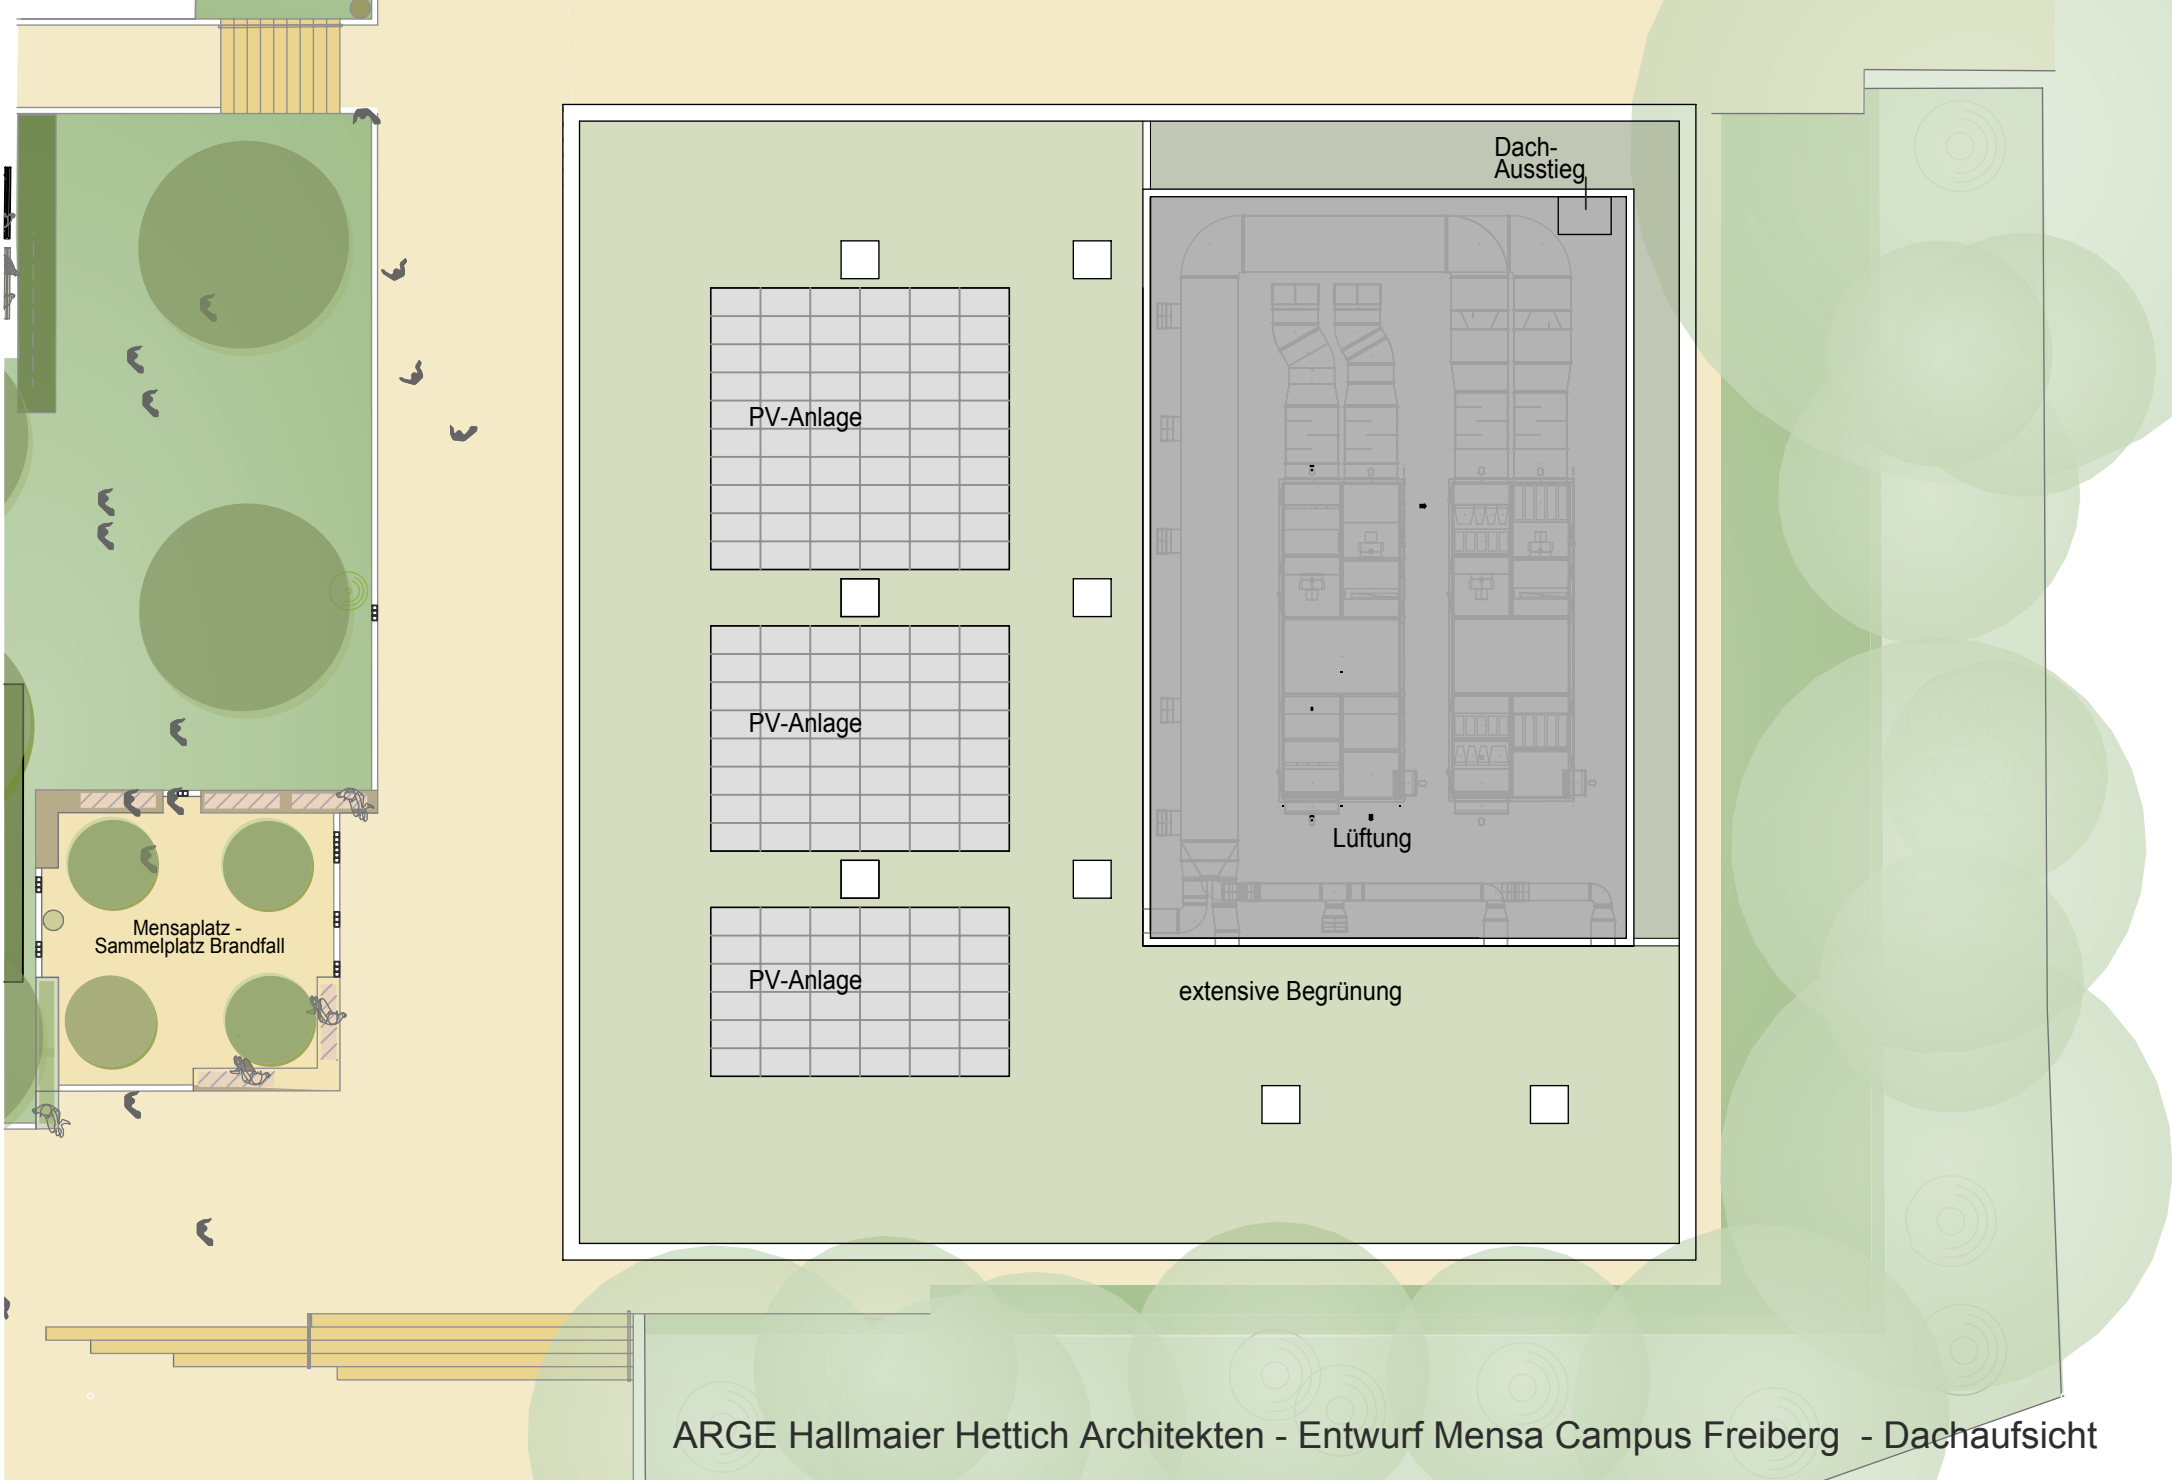 Dach-
Ausstieg
PV-Anlage
PV-Anlage
Lüftung
Mensaplatz -
Sammelplatz Brandfall
PV-Anlage
extensive Begrünung
ARGE Hallmaier Hettich Architekten - Entwurf Mensa Campus Freiberg - Dachaufsicht